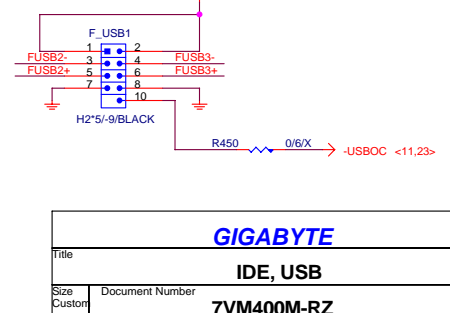 F_USB1
1 2
FUSB2- 3 4 FUSB3-
FUSB2+ 5 6 FUSB3+
7 8
10
H2*5/-9/BLACK
R450 0/6/X
-USBOC <11,23>
GIGABYTE
Title
IDE, USB
Size Document Number
Custom
7VM400M-RZ